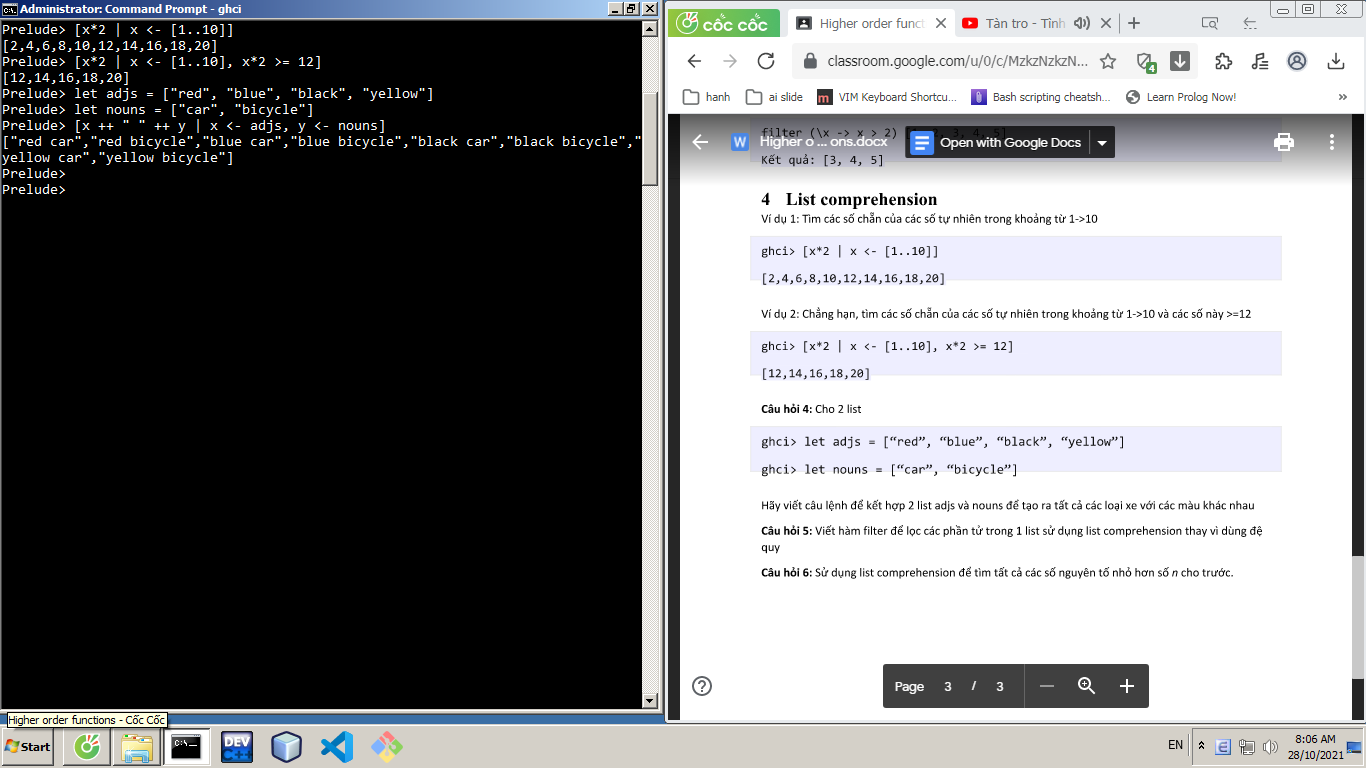 Administrator: Command Prompt - ghci
Prelude> [x*2 | x <- [1..10]]
[2,4,6,8,10,12,14,16,18,20]
Prelude> [x*2 | x <- [1..10], x*2 >= 12]
[12,14,16,18,20]
Prelude> let adjs = ["red", "blue", "black", "yellow"]
Prelude> let nouns = ["car", "bicycle"]
Prelude> [x ++ " " ++ y | x <- adjs, y <- nouns]
["red car","red bicycle","blue car","blue bicycle","black car","black bicycle","
yellow car","yellow bicycle"]
Prelude>
Prelude>
cốc cốc
Higher order funct
Tàn tro - Tình
classroom.google.com/u/0/c/MzkzNzkzN...
4
hanh
ai slide
VIM Keyboard Shortcu...
Bash scripting cheatsh...
Learn Prolog Now!
»
filter (\x -> x > 2)
W
Higher o ... ons.docx
Open with Google Docs
Kết quả: [3, 4, 5]
4 List comprehension
Ví dụ 1: Tìm các số chẵn của các số tự nhiên trong khoảng từ 1->10
ghci> [x*2 | x <- [1..10]]
[2,4,6,8,10,12,14,16,18,20]
Ví dụ 2: Chẳng hạn, tìm các số chẵn của các số tự nhiên trong khoảng từ 1->10 và các số này >=12
ghci> [x*2 | x <- [1..10], x*2 >= 12]
[12,14,16,18,20]
Câu hỏi 4: Cho 2 list
ghci> let adjs = [“red”, “blue”, “black”, “yellow”]
ghci> let nouns = [“car”, “bicycle”]
Hãy viết câu lệnh để kết hợp 2 list adjs và nouns để tạo ra tất cả các loại xe với các màu khác nhau
Câu hỏi 5: Viết hàm filter để lọc các phần tử trong 1 list sử dụng list comprehension thay vì dùng đệ
quy
Câu hỏi 6: Sử dụng list comprehension để tìm tất cả các số nguyên tố nhỏ hơn số n cho trước.
Page 3 / 3
Higher order functions - Cốc Cốc
Start
DEV C++
EN
8:06 AM
28/10/2021